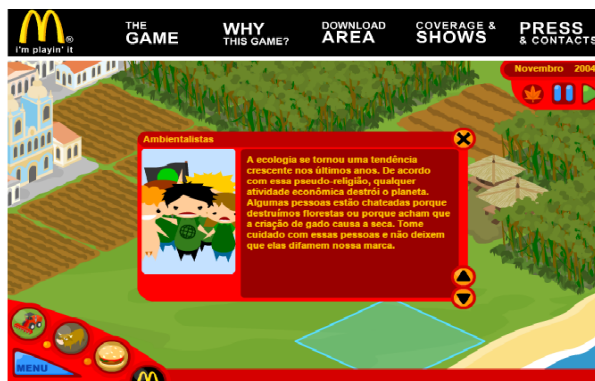 i'm playin' it
®
THE
GAME
WHY
THIS GAME?
DOWNLOAD
AREA
COVERAGE &
SHOWS
PRESS
& CONTACTS
Novembro 2004
Ambientalistas
A ecologia se tornou uma tendência
crescente nos últimos anos. De acordo
com essa pseudo-religião, qualquer
atividade econômica destrói o planeta.
Algumas pessoas estão chateadas porque
destruímos florestas ou porque acham que
a criação de gado causa a seca. Tome
cuidado com essas pessoas e não deixem
que elas difamem nossa marca.
MENU